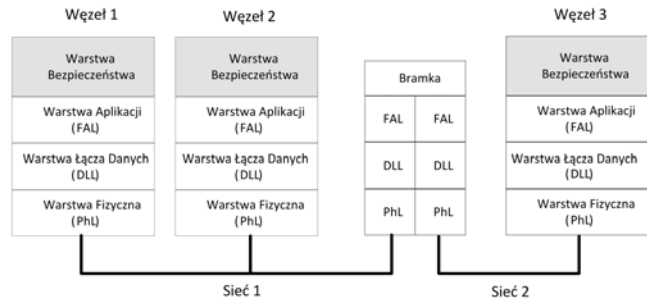 Węzeł 1
Węzeł 2
Węzeł 3
Warstwa
Bezpieczeństwa
Warstwa Aplikacji
(FAL)
Warstwa Łącza Danych
(DLL)
Warstwa Fizyczna
(PhL)
Warstwa
Bezpieczeństwa
Warstwa Aplikacji
(FAL)
Warstwa Łącza Danych
(DLL)
Warstwa Fizyczna
(PhL)
Bramka
FAL FAL
DLL DLL
PhL PhL
Warstwa
Bezpieczeństwa
Warstwa Aplikacji
(FAL)
Warstwa Łącza Danych
(DLL)
Warstwa Fizyczna
(PhL)
Sieć 1
Sieć 2